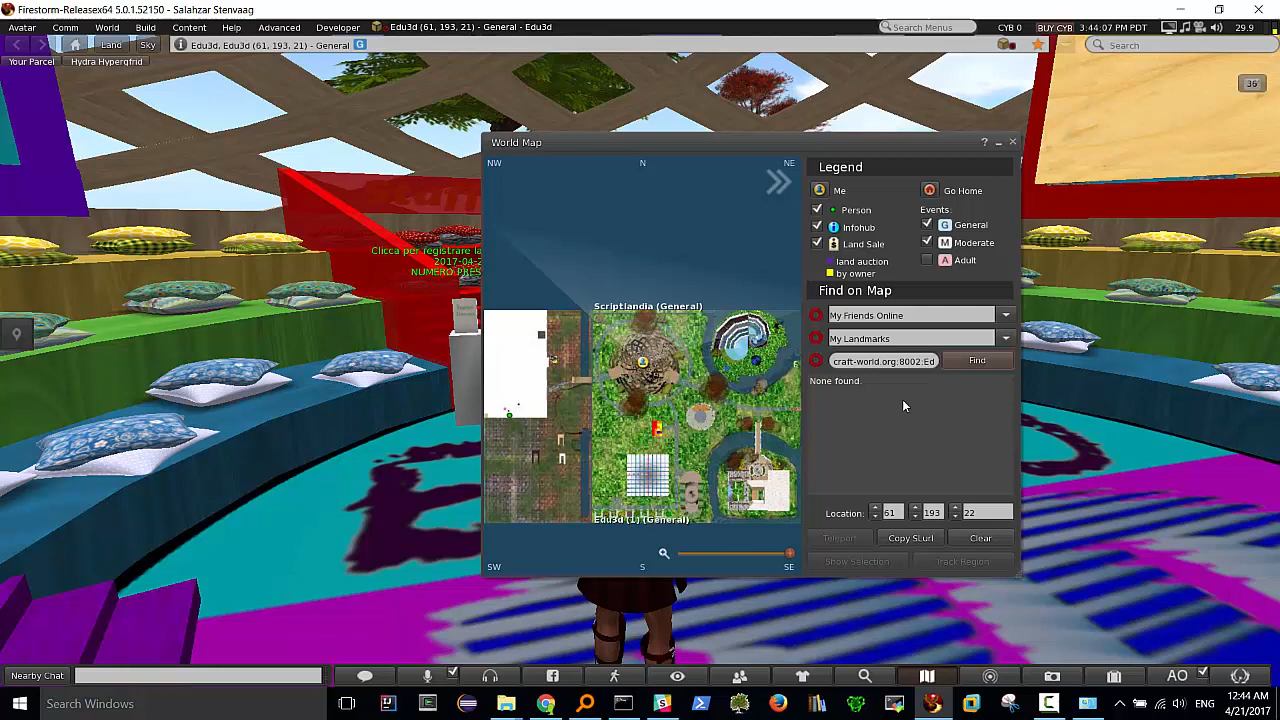 Firestorm-Releasex64 5.0.1.52150 - Salahzar Stenvaag
Avatar Comm World Build Content Help Advanced Developer Edu3d (61, 193, 21) - General - Edu3d Search Menus CYB 0 BUY CYB 3:44:07 PM PDT 29.9
Land Sky Edu3d, Edu3d (61, 193, 21) - General G Search
Your Parcel Hydra Hypergrid
36
World Map ?
NW N NE
Legend
Me Go Home
Person Events
Infohub G General
Land Sale M Moderate
land auction A Adult
by owner
Clicca per registrare la
NUMERO PRES
Find on Map
Scriptlandia (General)
My Friends Online
My Landmarks
craft-world.org:8002:Ed Find
None found.
Location: 61 193 22
Edu3d (1) (General)
Teleport Copy SLurl Clear
Show Selection Track Region
SW S SE
Nearby Chat AO
Search Windows
ENG
12:44 AM
4/21/2017